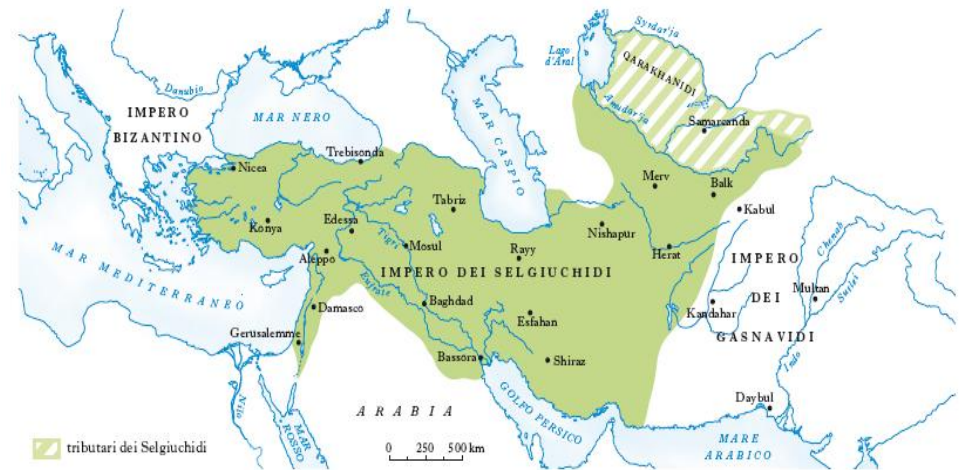 Syrdar'ja
Lago
d'Aral
QARAKHANIDI
Danubio
IMPERO
BIZANTINO
MAR NERO
MAR CASPIO
Amudarja
Samarcanda
Trebisonda
Nicea
Merv
Balk
Kabul
Tabriz
Konya
Edessa
Nishapur
Tigri
Mosul
Rayy
Herat
Chenab
Aleppo
IMPERO DEI SELGIUCHIDI
IMPERO
DEI
GASNAVIDI
MAR MEDITERRANEO
Eufrate
Multan
Damasco
Baghdad
Kandahar
Esfahan
Gerusalemme
Bassora
Shiraz
Indo
Nilo
ARABIA
GOLFO PERSICO
Daybul
MAR
ROSSO
MARE
ARABICO
tributari dei Selgiuchidi
0 250 500 km